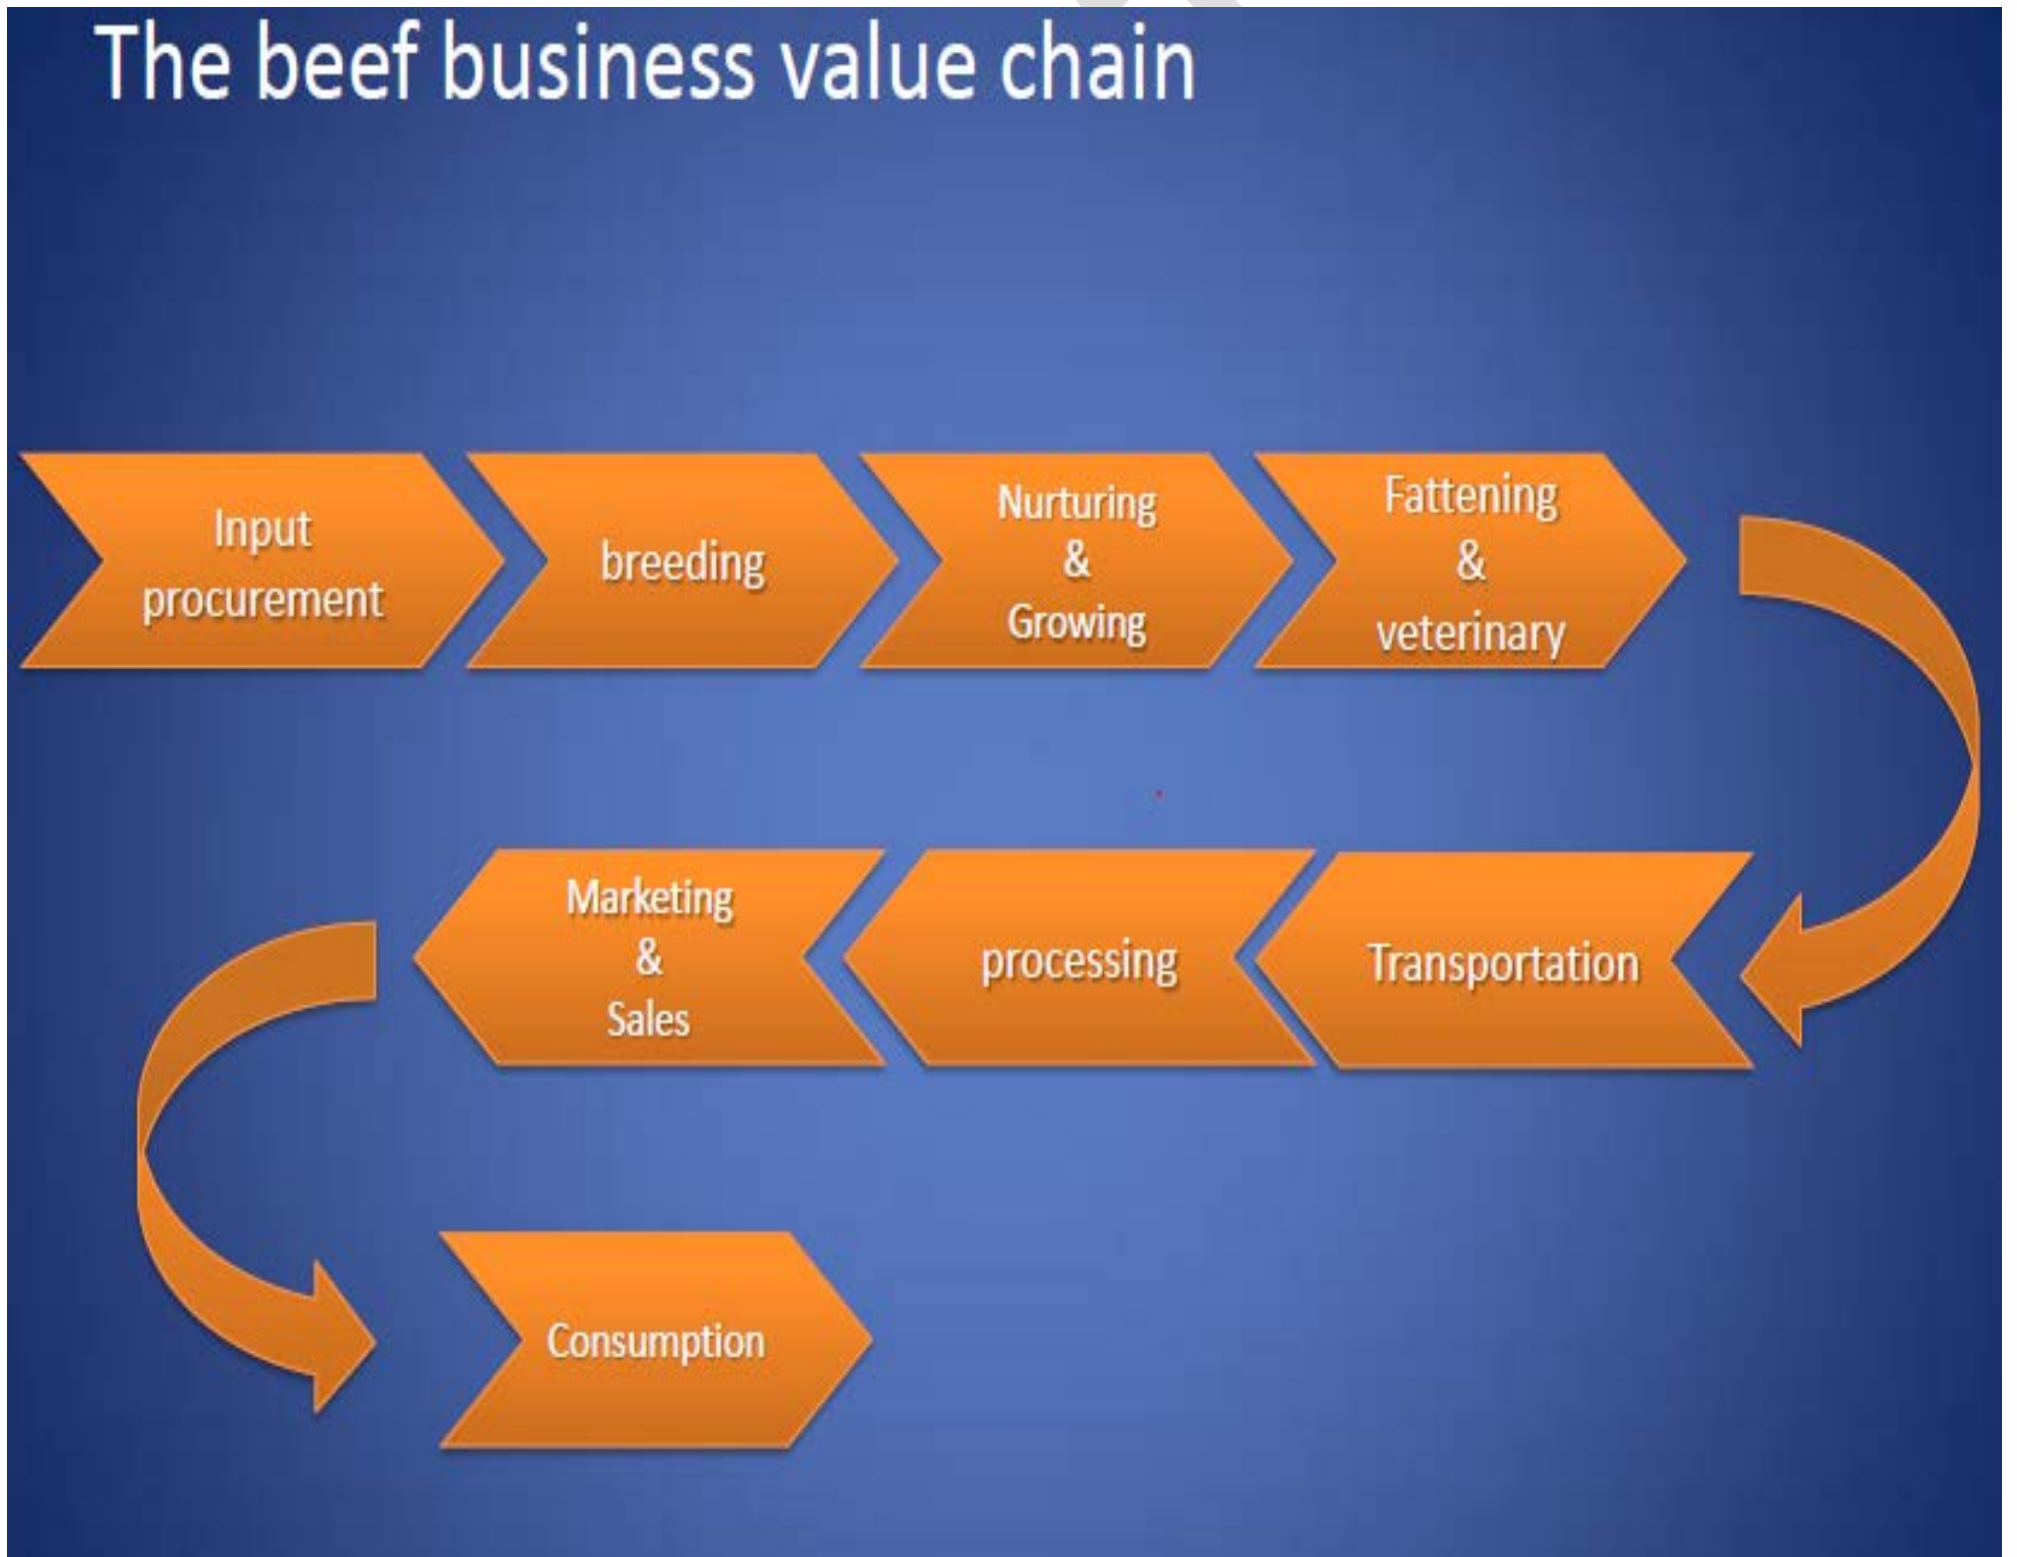 The beef business value chain
Input
procurement
breeding
Nurturing
&
Growing
Fattening
&
veterinary
Transportation
processing
Marketing
&
Sales
Consumption